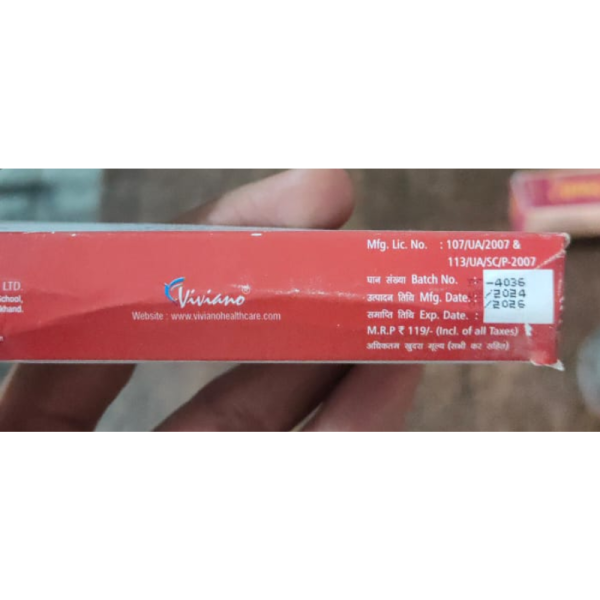 LTD.
School,
khand.
Viviano
Website : www.vivianohealthcare.com
Mfg. Lic. No. : 107/UA/2007 &
113/UA/SC/P-2007
घान संख्या Batch No. : -4036
उत्पादन तिथि Mfg. Date. : /2024
समाप्ति तिथि Exp. Date. : /2026
M.R.P ₹ 119/- (Incl. of all Taxes)
अधिकतम खुदरा मूल्य (सभी कर सहित)